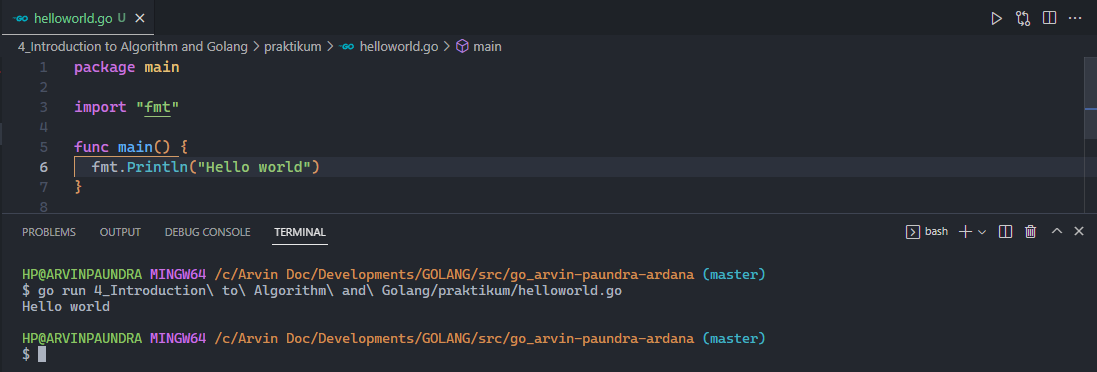 helloworld.go U
4_Introduction to Algorithm and Golang > praktikum > helloworld.go > main
1 package main
2
3 import "fmt"
4
5 func main() {
6 fmt.Println("Hello world")
7 }
8
PROBLEMS OUTPUT DEBUG CONSOLE TERMINAL bash
HP@ARVINPAUNDRA MINGW64 /c/Arvin Doc/Developments/GOLANG/src/go_arvin-paundra-ardana (master)
$ go run 4_Introduction\ to\ Algorithm\ and\ Golang/praktikum/helloworld.go
Hello world
HP@ARVINPAUNDRA MINGW64 /c/Arvin Doc/Developments/GOLANG/src/go_arvin-paundra-ardana (master)
$